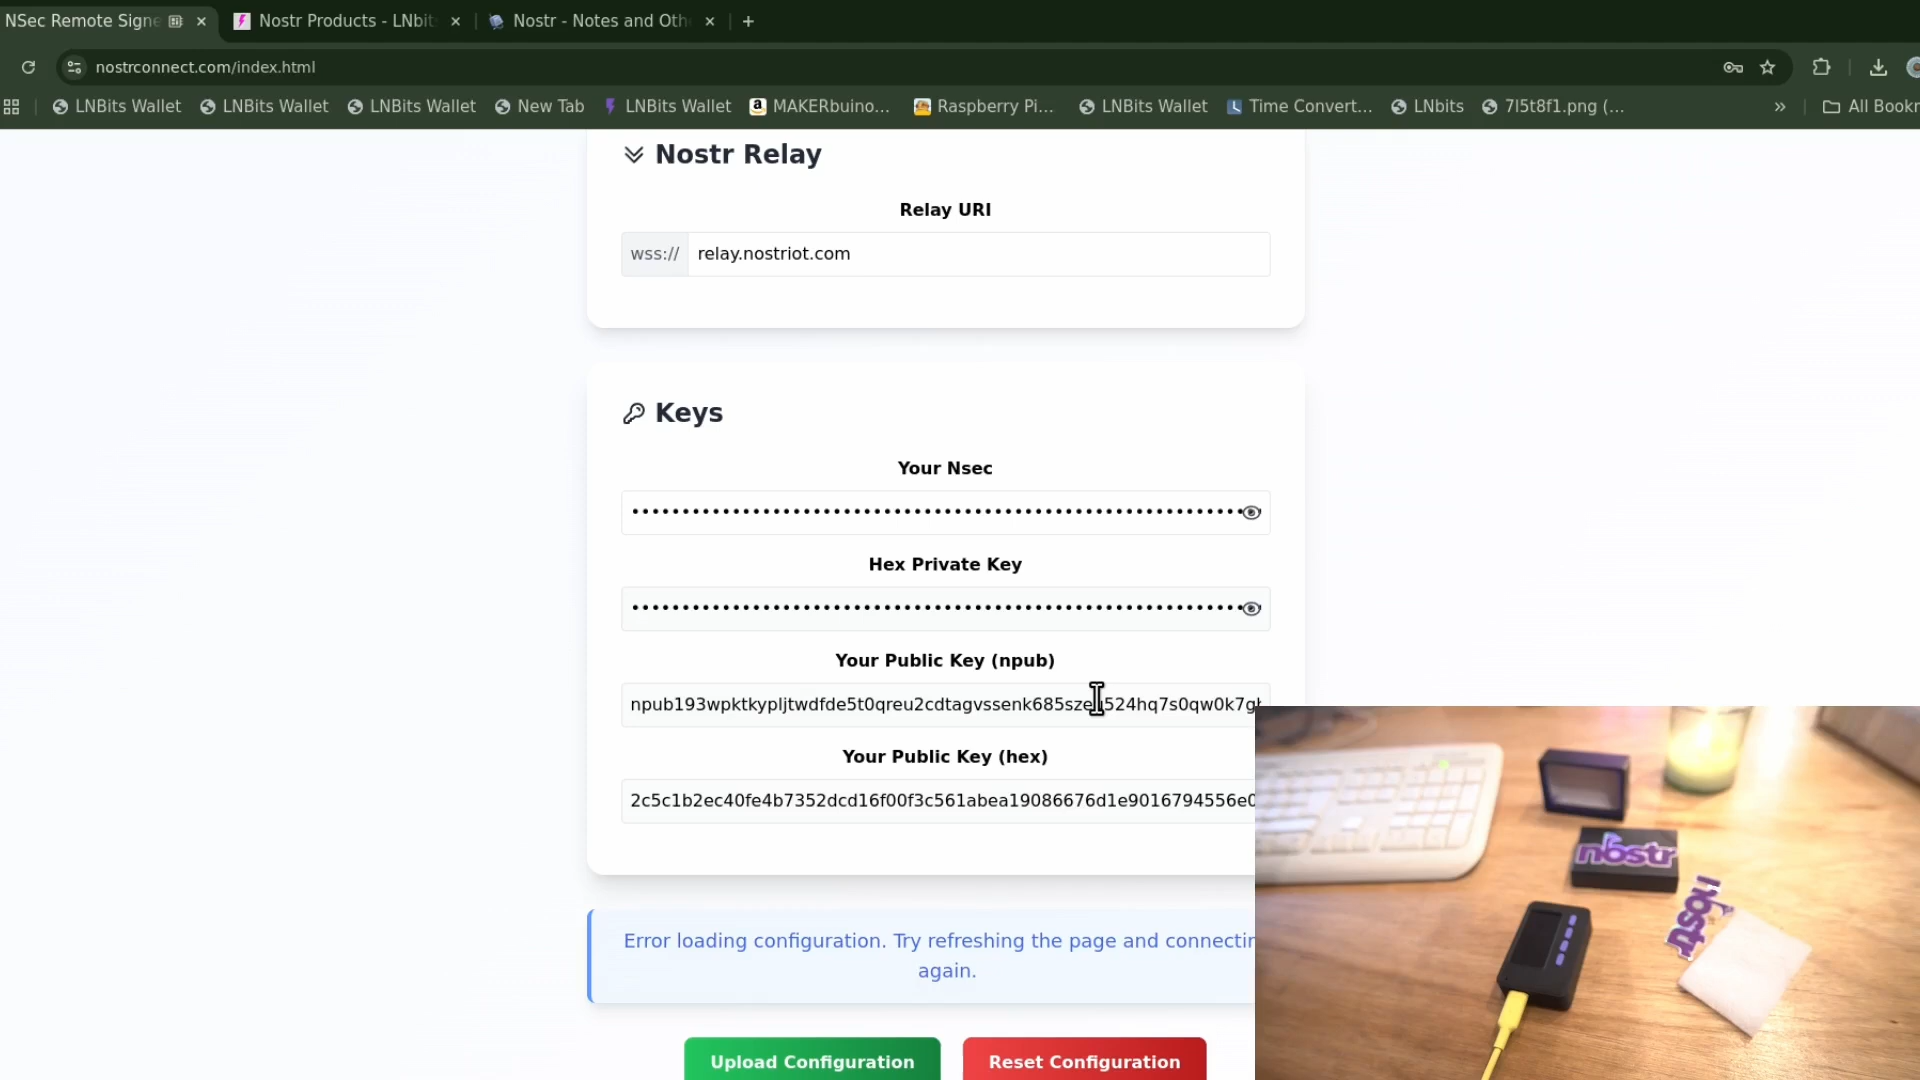 NSec Remote Signe
Nostr Products - LNbit
Nostr - Notes and Oth
nostrconnect.com/index.html
LNBits Wallet
LNBits Wallet
LNBits Wallet
New Tab
LNBits Wallet
MAKERbuino...
Raspberry Pi...
LNBits Wallet
Time Convert...
LNbits
7l5t8f1.png (...
All Bookr
Nostr Relay
Relay URI
wss://
relay.nostriot.com
Keys
Your Nsec
Hex Private Key
Your Public Key (npub)
Your Public Key (hex)
2c5c1b2ec40fe4b7352dcd16f00f3c561abea19086676d1e9016794556e0
Error loading configuration. Try refreshing the page and connectin
again.
Upload Configuration
Reset Configuration
nostr
nostr